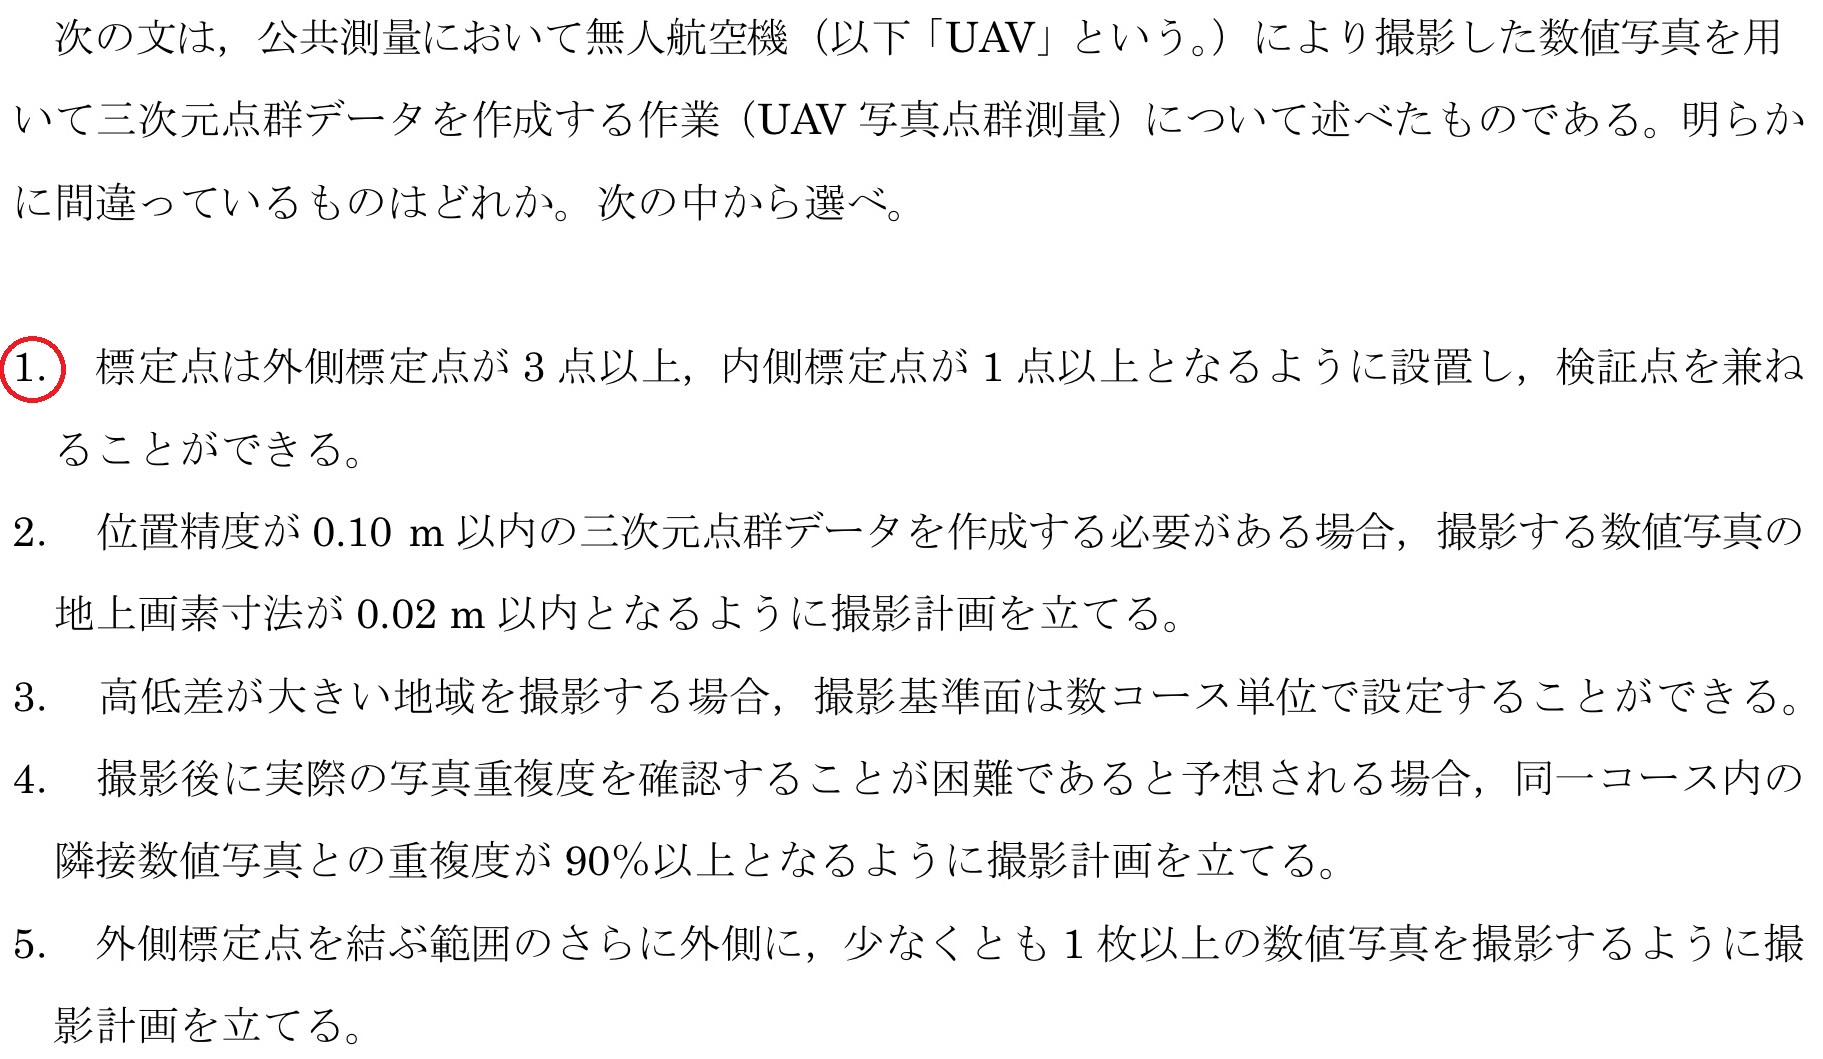 次の文は，公共測量において無人航空機（以下「UAV」という。）により撮影した数値写真を用
いて三次元点群データを作成する作業（UAV 写真点群測量）について述べたものである。明らか
に間違っているものはどれか。次の中から選べ。
1. 標定点は外側標定点が 3 点以上，内側標定点が 1 点以上となるように設置し，検証点を兼ね
ることができる。
2. 位置精度が 0.10 m 以内の三次元点群データを作成する必要がある場合，撮影する数値写真の
地上画素寸法が 0.02 m 以内となるように撮影計画を立てる。
3. 高低差が大きい地域を撮影する場合，撮影基準面は数コース単位で設定することができる。
4. 撮影後に実際の写真重複度を確認することが困難であると予想される場合，同一コース内の
隣接数値写真との重複度が 90％以上となるように撮影計画を立てる。
5. 外側標定点を結ぶ範囲のさらに外側に，少なくとも 1 枚以上の数値写真を撮影するように撮
影計画を立てる。